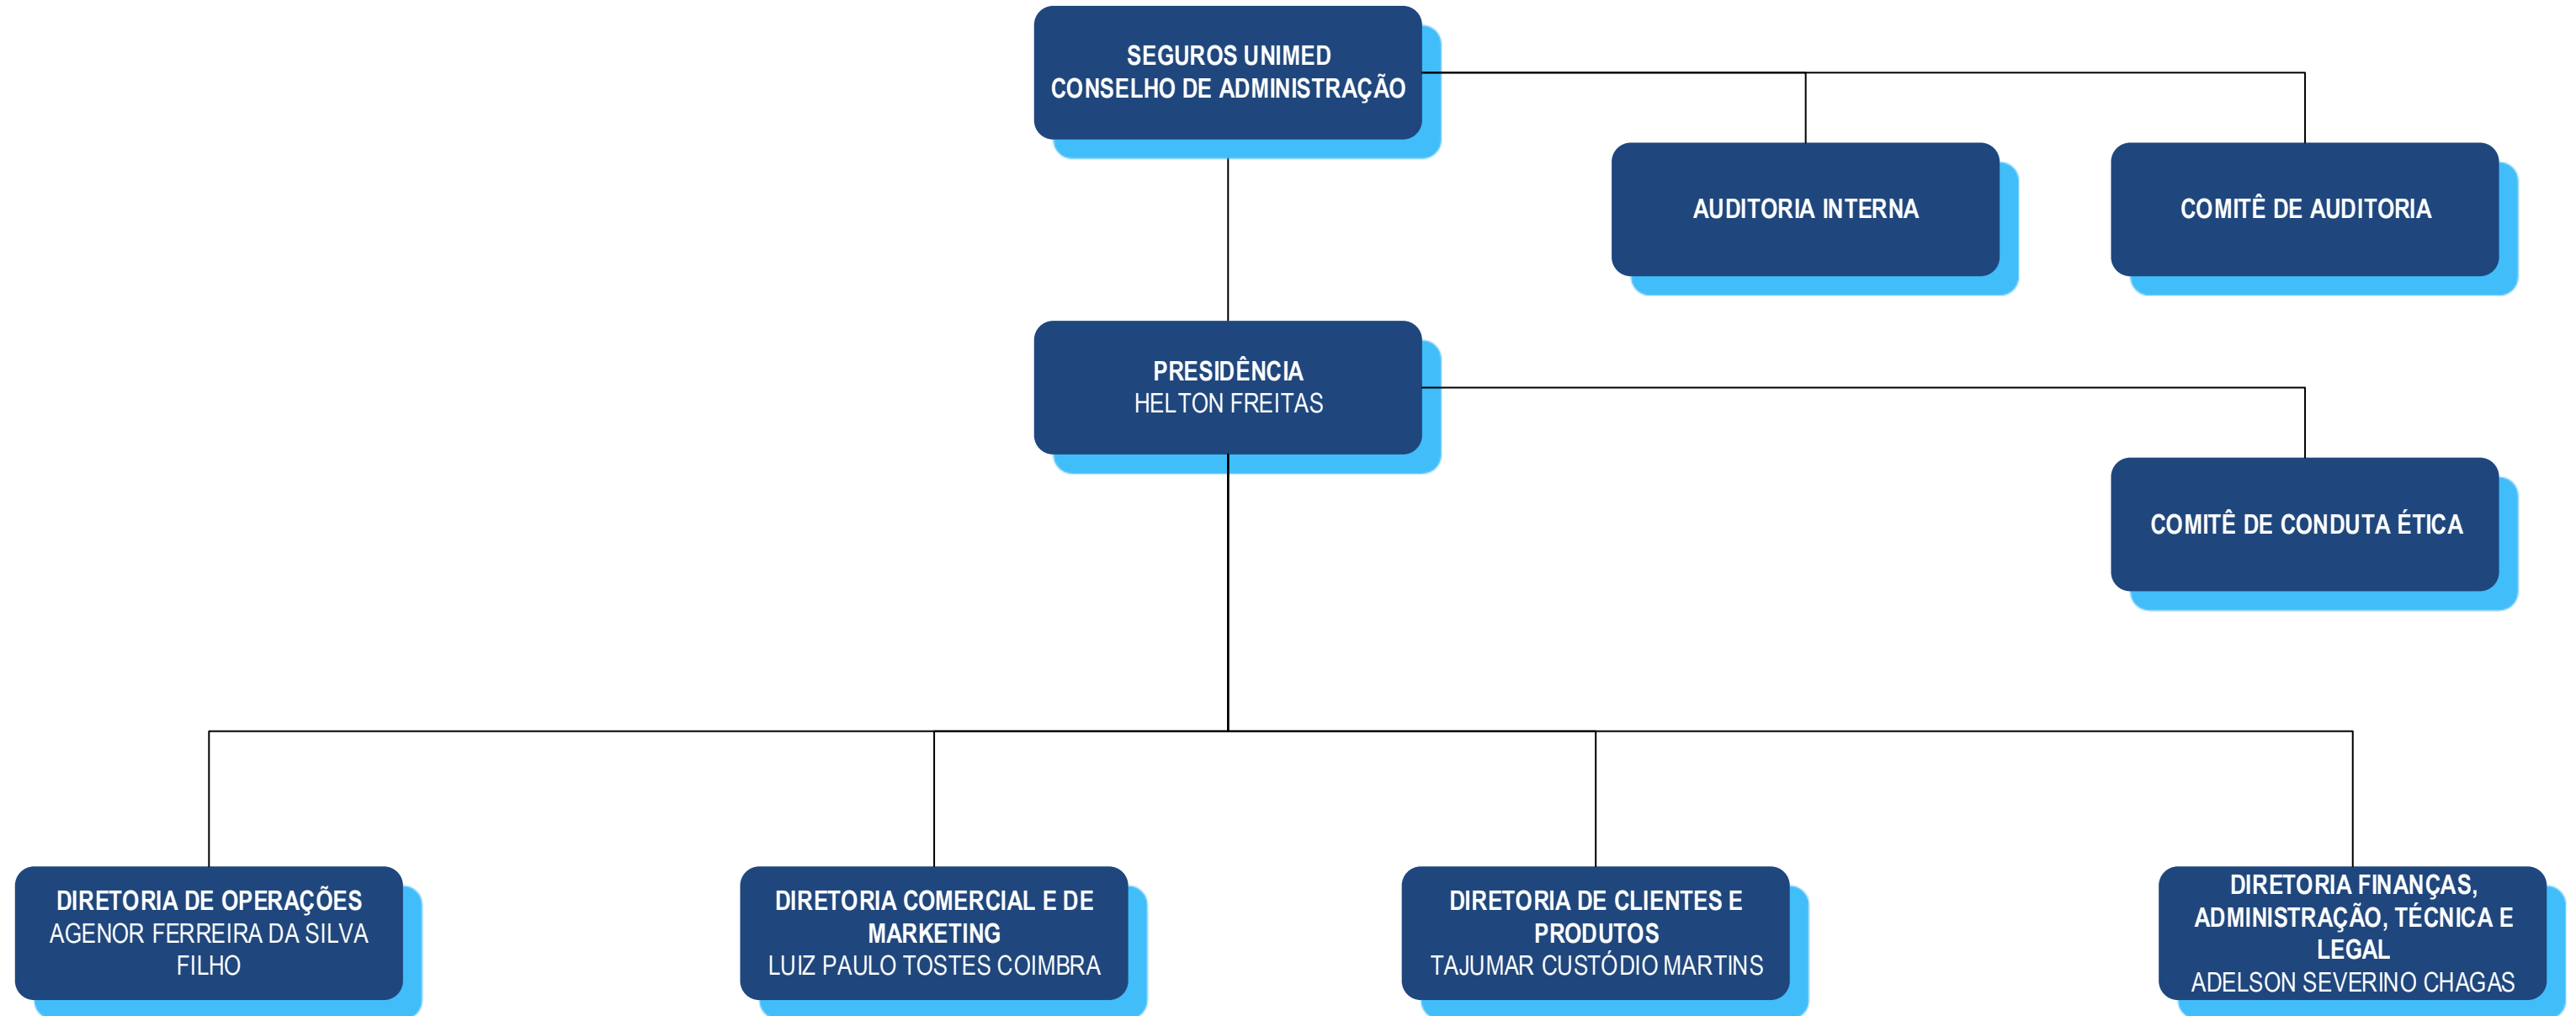 SEGUROS UNIMED
CONSELHO DE ADMINISTRAÇÃO
AUDITORIA INTERNA
COMITÊ DE AUDITORIA
PRESIDÊNCIA
HELTON FREITAS
COMITÊ DE CONDUTA ÉTICA
DIRETORIA DE OPERAÇÕES
AGENOR FERREIRA DA SILVA
FILHO
DIRETORIA COMERCIAL E DE
MARKETING
LUIZ PAULO TOSTES COIMBRA
DIRETORIA DE CLIENTES E
PRODUTOS
TAJUMAR CUSTÓDIO MARTINS
DIRETORIA FINANÇAS,
ADMINISTRAÇÃO, TÉCNICA E
LEGAL
ADELSON SEVERINO CHAGAS